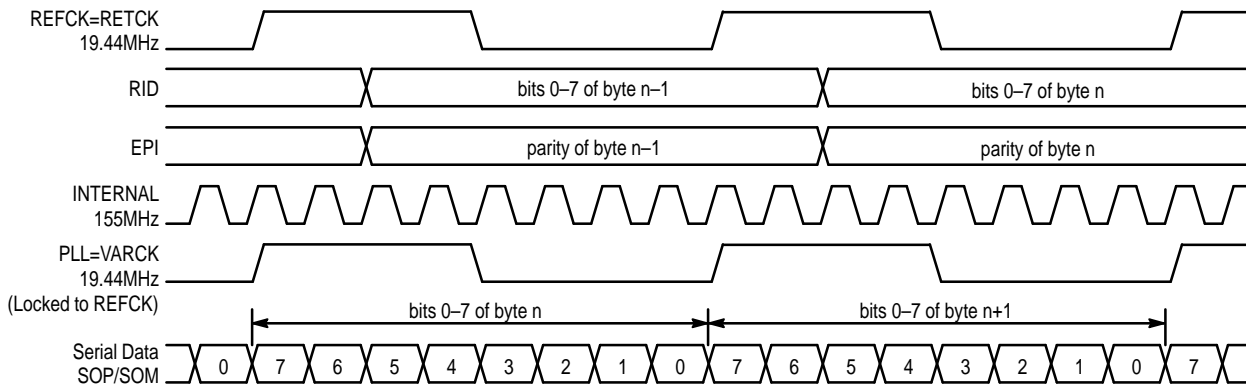 REFCK=RETCK
19.44MHz
RID
bits 0–7 of byte n–1
bits 0–7 of byte n
EPI
parity of byte n–1
parity of byte n
INTERNAL
155MHz
PLL=VARCK
19.44MHz
(Locked to REFCK)
bits 0–7 of byte n
bits 0–7 of byte n+1
Serial Data
SOP/SOM
0 7 6 5 4 3 2 1 0 7 6 5 4 3 2 1 0 7